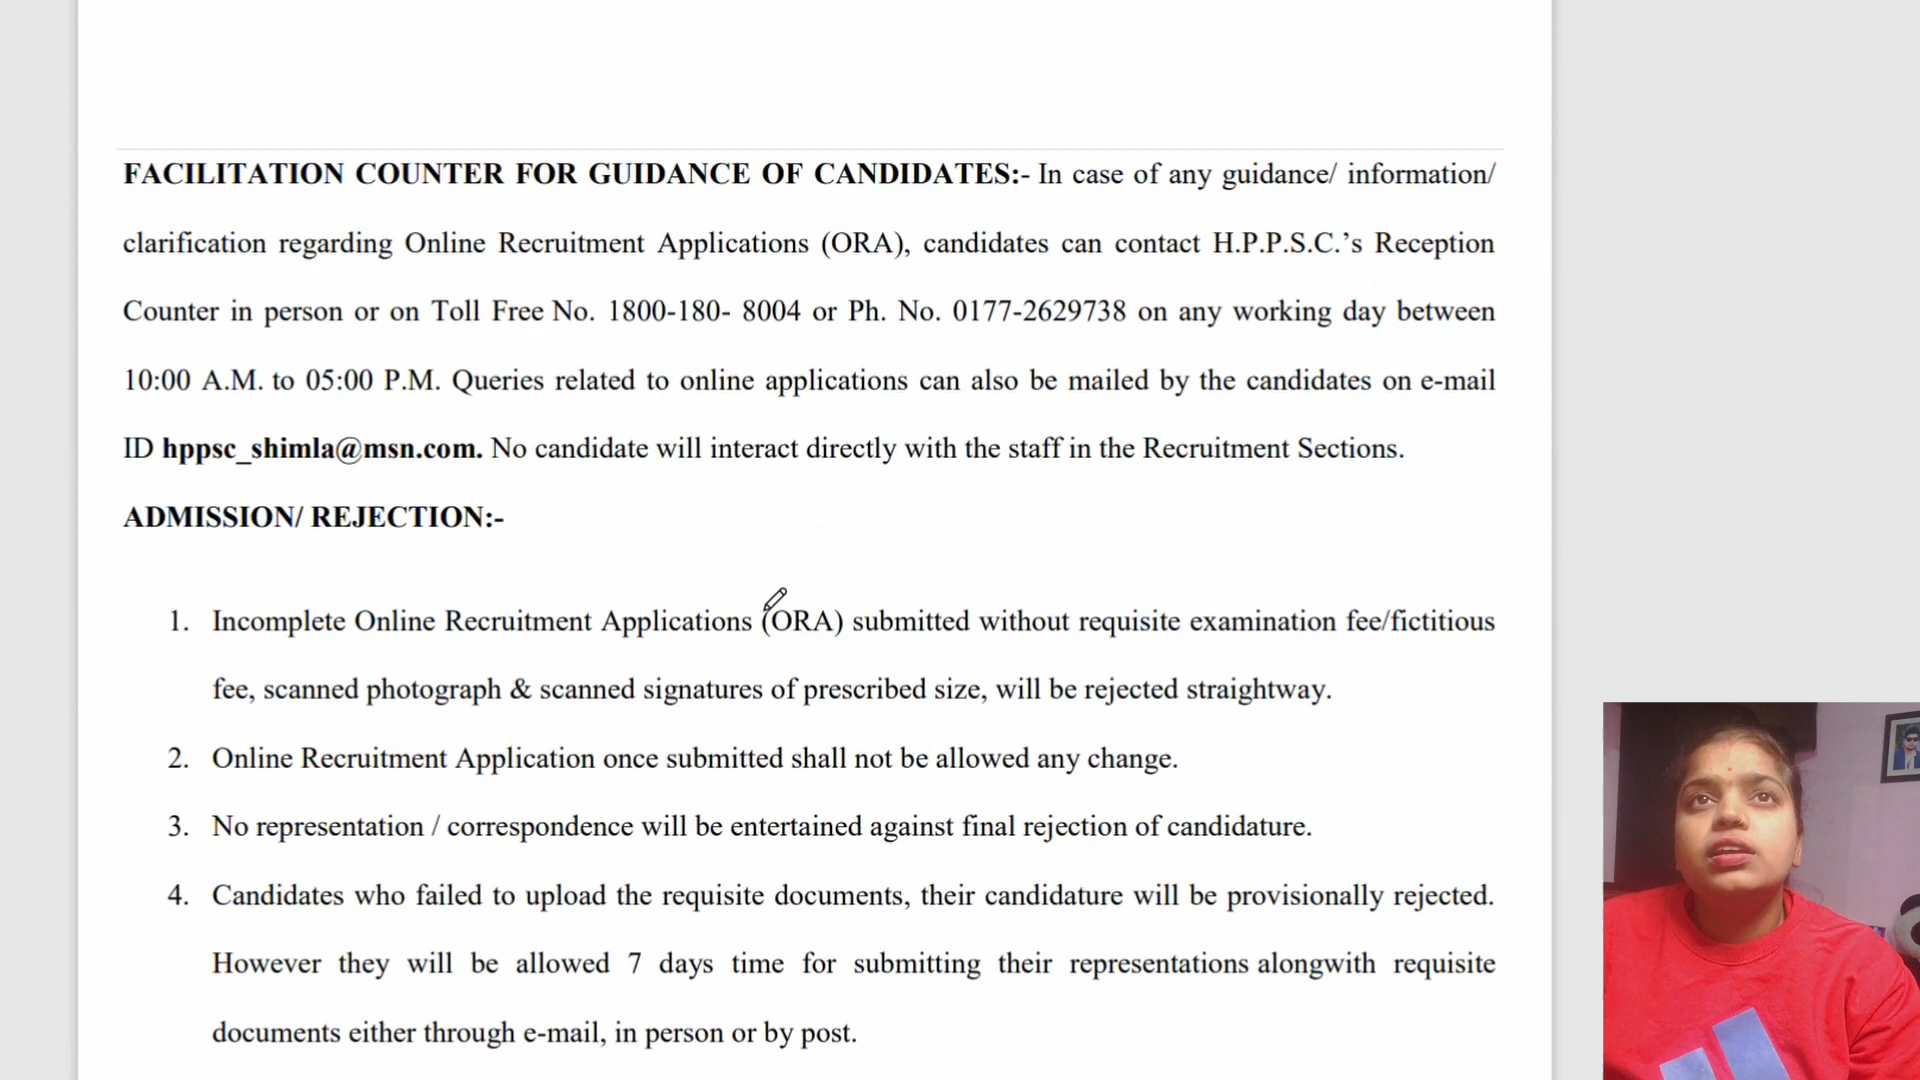 FACILITATION COUNTER FOR GUIDANCE OF CANDIDATES:- In case of any guidance/ information/
clarification regarding Online Recruitment Applications (ORA), candidates can contact H.P.P.S.C.’s Reception
Counter in person or on Toll Free No. 1800-180- 8004 or Ph. No. 0177-2629738 on any working day between
10:00 A.M. to 05:00 P.M. Queries related to online applications can also be mailed by the candidates on e-mail
ID hppsc_shimla@msn.com. No candidate will interact directly with the staff in the Recruitment Sections.
ADMISSION/ REJECTION:-
1. Incomplete Online Recruitment Applications (ORA) submitted without requisite examination fee/fictitious
fee, scanned photograph & scanned signatures of prescribed size, will be rejected straightway.
2. Online Recruitment Application once submitted shall not be allowed any change.
3. No representation / correspondence will be entertained against final rejection of candidature.
4. Candidates who failed to upload the requisite documents, their candidature will be provisionally rejected.
However they will be allowed 7 days time for submitting their representations alongwith requisite
documents either through e-mail, in person or by post.